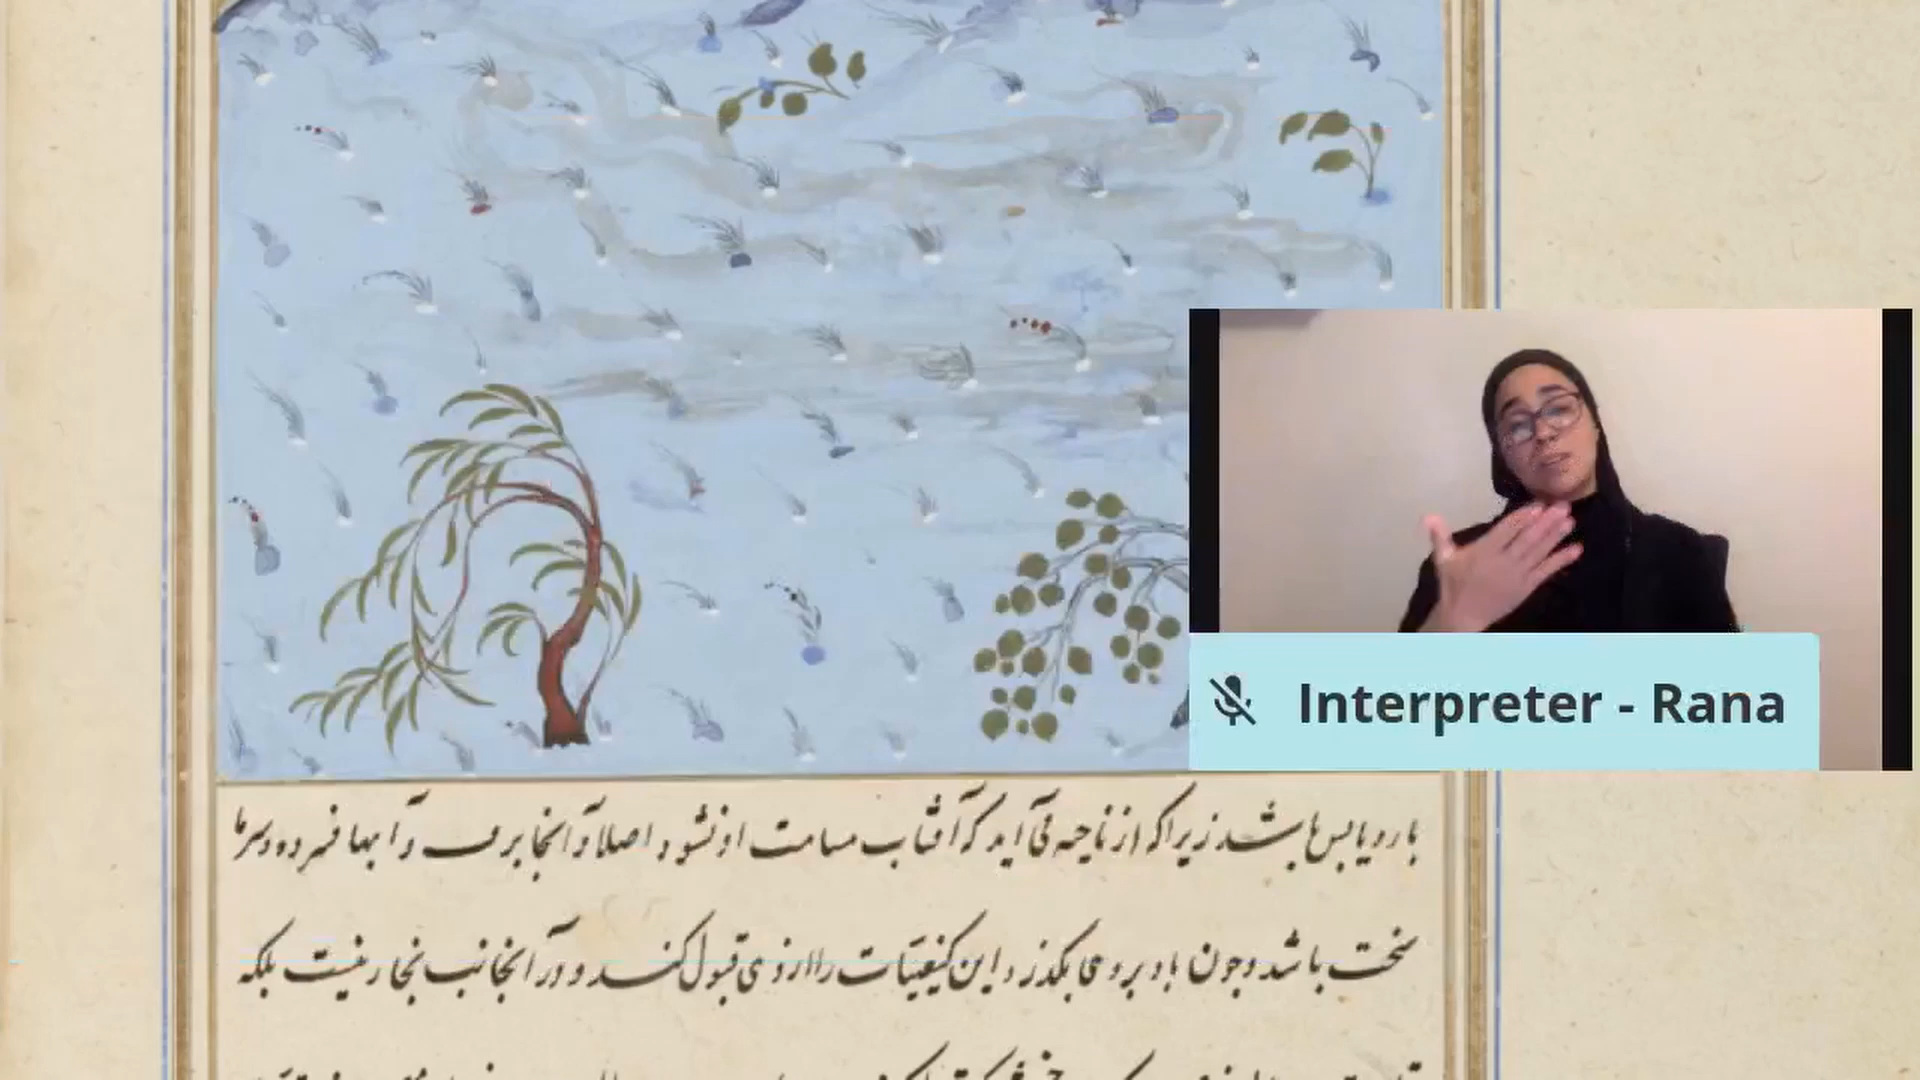 Interpreter - Rana
بارد و یابس باشد زیرا که از ناحیه می آید که آفتاب مسامت او نشود اصلا و آنجا برف و آبها فسرده و سرما
سخت باشد و چون باد بر وی بگذرد این کیفیات را از وی قبول کند و در آنجانب بخار نیست بلکه